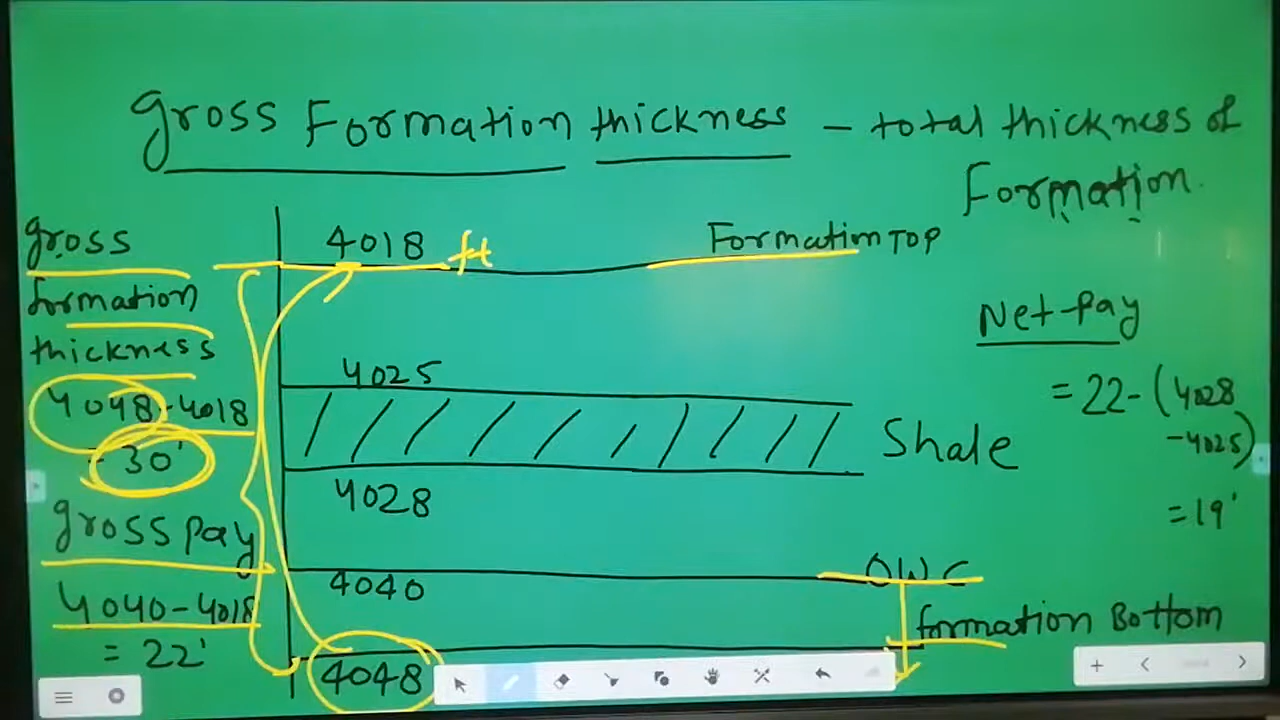 Gross Formation thickness - total thickness of
Formation.
gross
formation
thickness
4048-4018
- 30'
gross pay
4040-4018
= 22'
4018 ft
Formation TOP
4025
Shale
4028
4040
OWC
formation Bottom
4048
Net-Pay
= 22-(4028
-4025)
= 19'